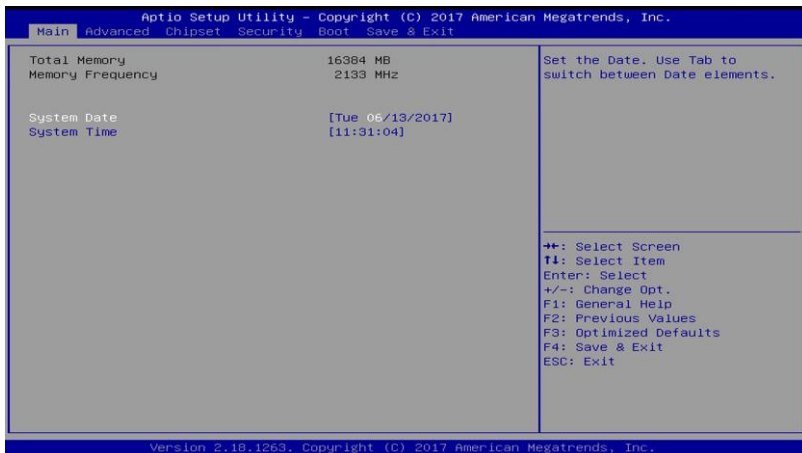 Aptio Setup Utility – Copyright (C) 2017 American Megatrends, Inc.
Main Advanced Chipset Security Boot Save & Exit
Total Memory 16384 MB
Memory Frequency 2133 MHz
System Date [Tue 06/13/2017]
System Time [11:31:04]
Set the Date. Use Tab to
switch between Date elements.
→←: Select Screen
↑↓: Select Item
Enter: Select
+/-: Change Opt.
F1: General Help
F2: Previous Values
F3: Optimized Defaults
F4: Save & Exit
ESC: Exit
Version 2.18.1263. Copyright (C) 2017 American Megatrends, Inc.